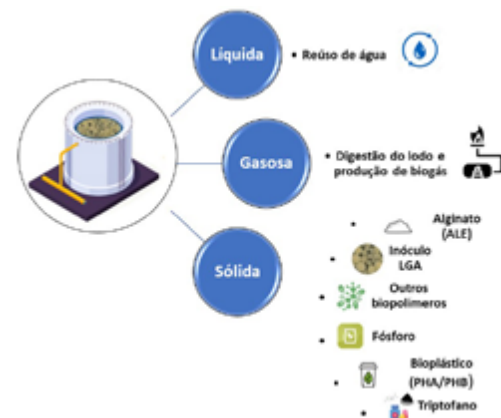 Líquida
• Reúso de água
Gasosa
• Digestão do lodo e
produção de biogás
Sólida
• Alginato
(ALE)
• Inóculo
LGA
• Outros
biopolímeros
• Fósforo
• Bioplástico
(PHA/PHB)
• Triptofano